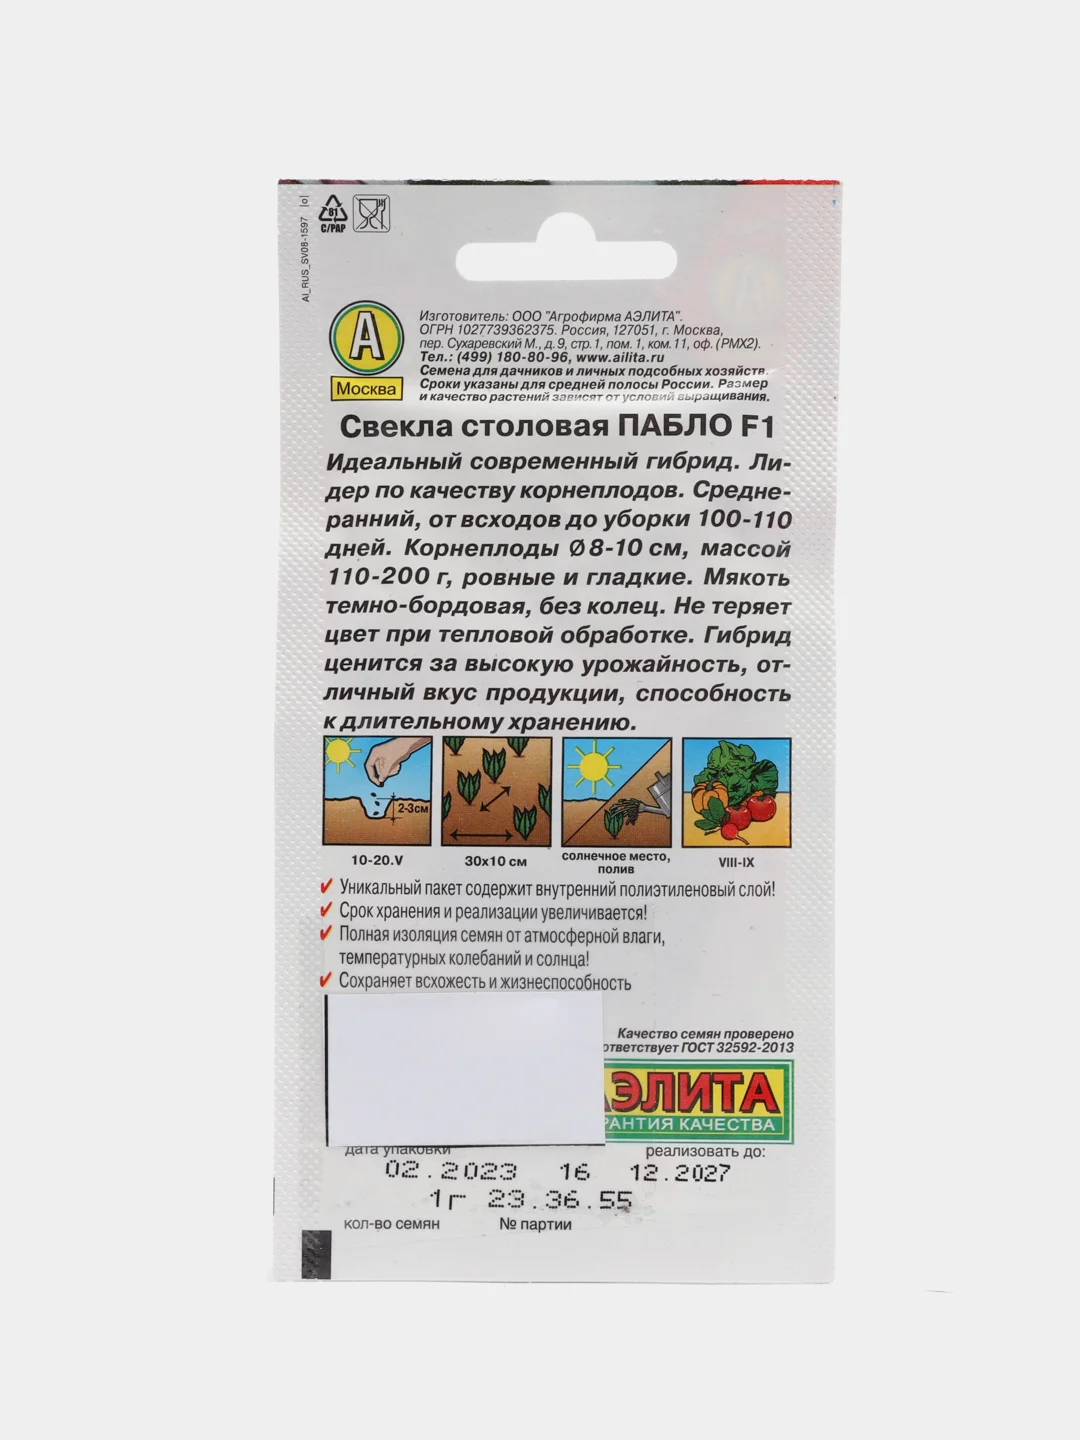 AI_RUS_SV08-1597
81
C/PAP
А
Москва
Изготовитель: ООО "Агрофирма АЭЛИТА".
ОГРН 1027739362375. Россия, 127051, г. Москва,
пер. Сухаревский М., д. 9, стр. 1, пом. 1, ком. 11, оф. (РМХ2).
Тел.: (499) 180-80-96, www.ailita.ru
Семена для дачников и личных подсобных хозяйств.
Сроки указаны для средней полосы России. Размер
и качество растений зависят от условий выращивания.
Свекла столовая ПАБЛО F1
Идеальный современный гибрид. Ли-
дер по качеству корнеплодов. Средне-
ранний, от всходов до уборки 100-110
дней. Корнеплоды Ø 8-10 см, массой
110-200 г, ровные и гладкие. Мякоть
темно-бордовая, без колец. Не теряет
цвет при тепловой обработке. Гибрид
ценится за высокую урожайность, от-
личный вкус продукции, способность
к длительному хранению.
2-3см
10-20.V
30x10 см
солнечное место,
полив
VIII-IX
Уникальный пакет содержит внутренний полиэтиленовый слой!
Срок хранения и реализации увеличивается!
Полная изоляция семян от атмосферной влаги,
температурных колебаний и солнца!
Сохраняет всхожесть и жизнеспособность
Качество семян проверено
ответствует ГОСТ 32592-2013
АЭЛИТА
РАНТИЯ КАЧЕСТВА
дата упаковки
реализовать до:
02.2023 16 12.2027
1г 23.36.55
кол-во семян
№ партии